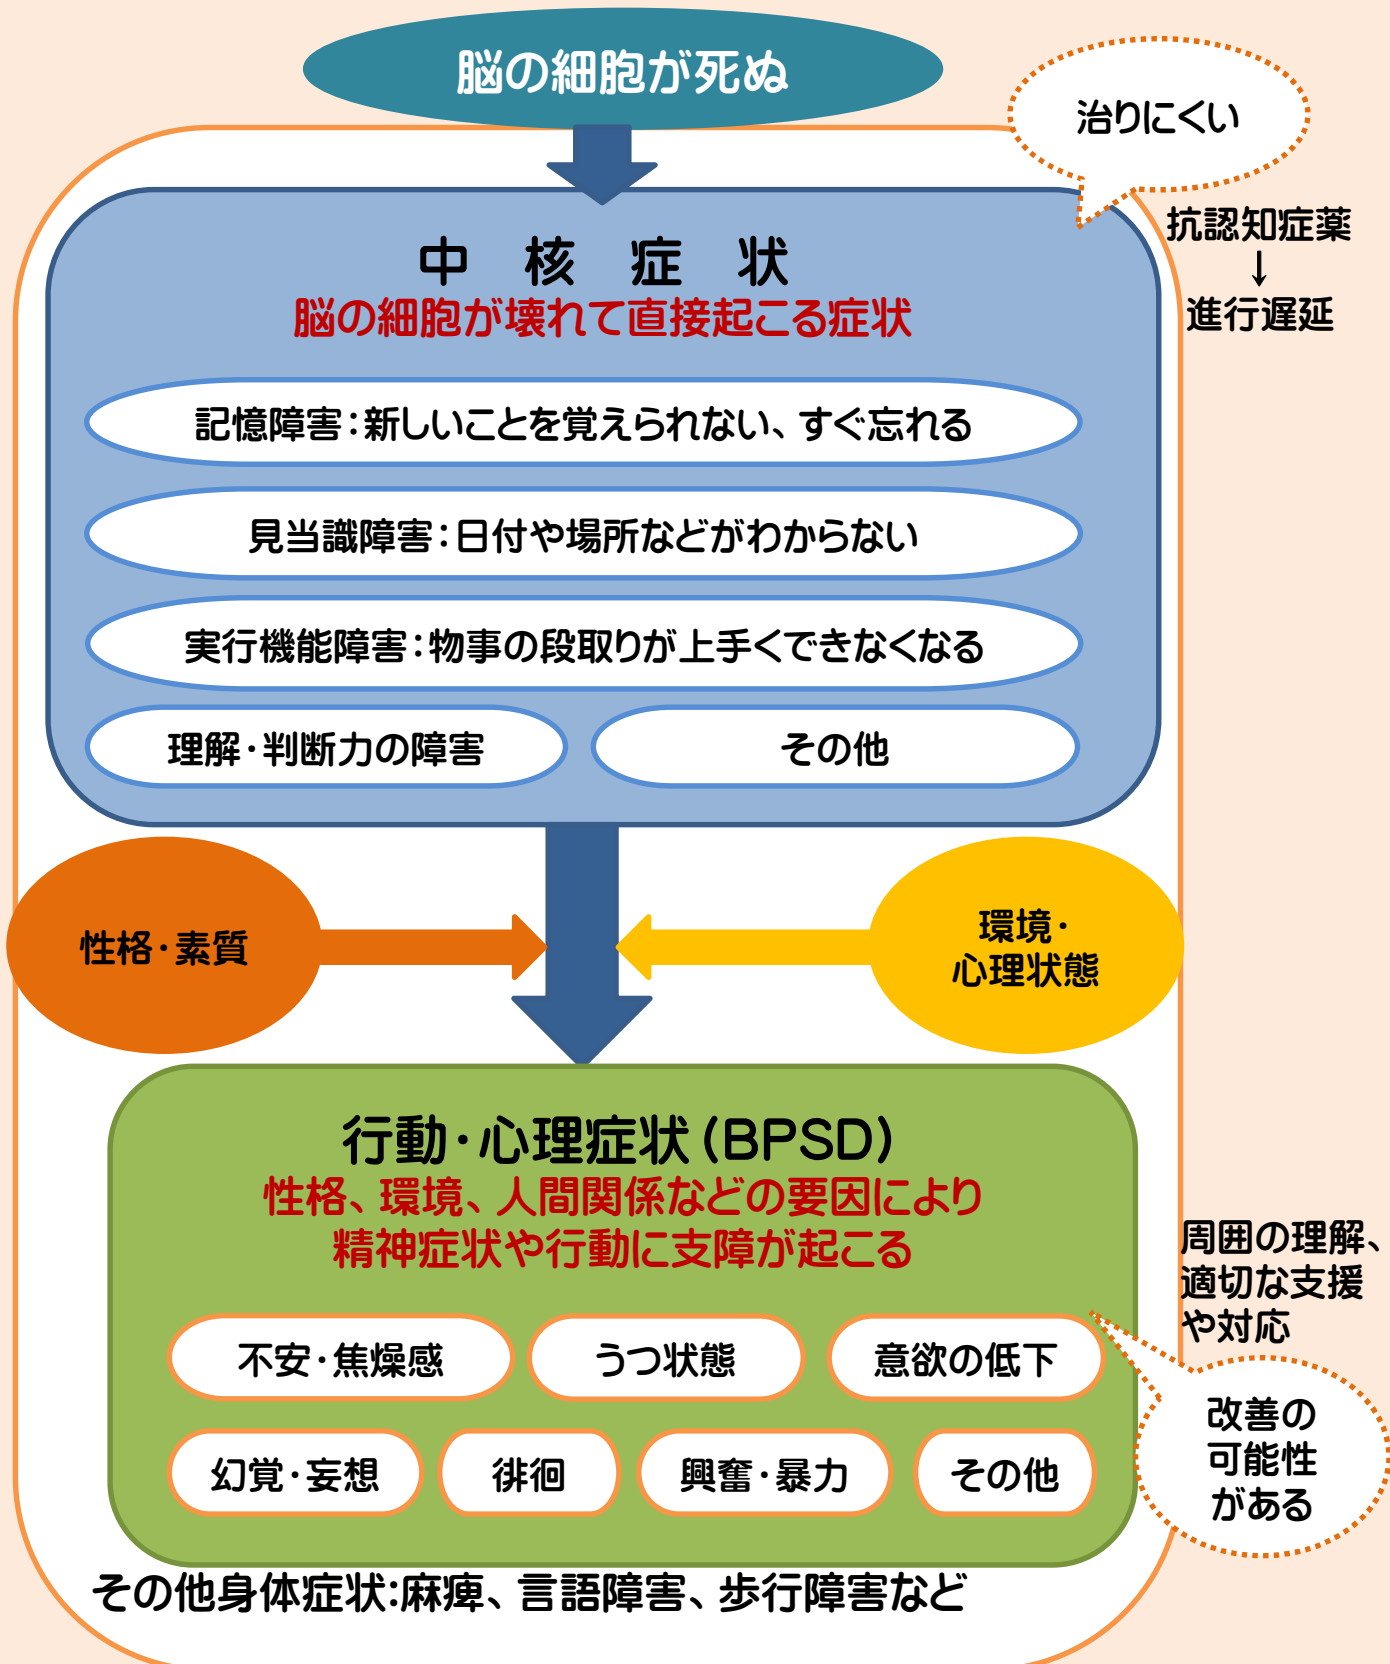 脳の細胞が死ぬ
治りにくい
抗認知症薬
↓
進行遅延
中核症状
脳の細胞が壊れて直接起こる症状
記憶障害：新しいことを覚えられない、すぐ忘れる
見当識障害：日付や場所などがわからない
実行機能障害：物事の段取りが上手くできなくなる
理解・判断力の障害
その他
性格・素質
環境・
心理状態
行動・心理症状（BPSD）
性格、環境、人間関係などの要因により
精神症状や行動に支障が起こる
周囲の理解、
適切な支援
や対応
不安・焦燥感
うつ状態
意欲の低下
改善の
可能性
がある
幻覚・妄想
徘徊
興奮・暴力
その他
その他身体症状:麻痺、言語障害、歩行障害など